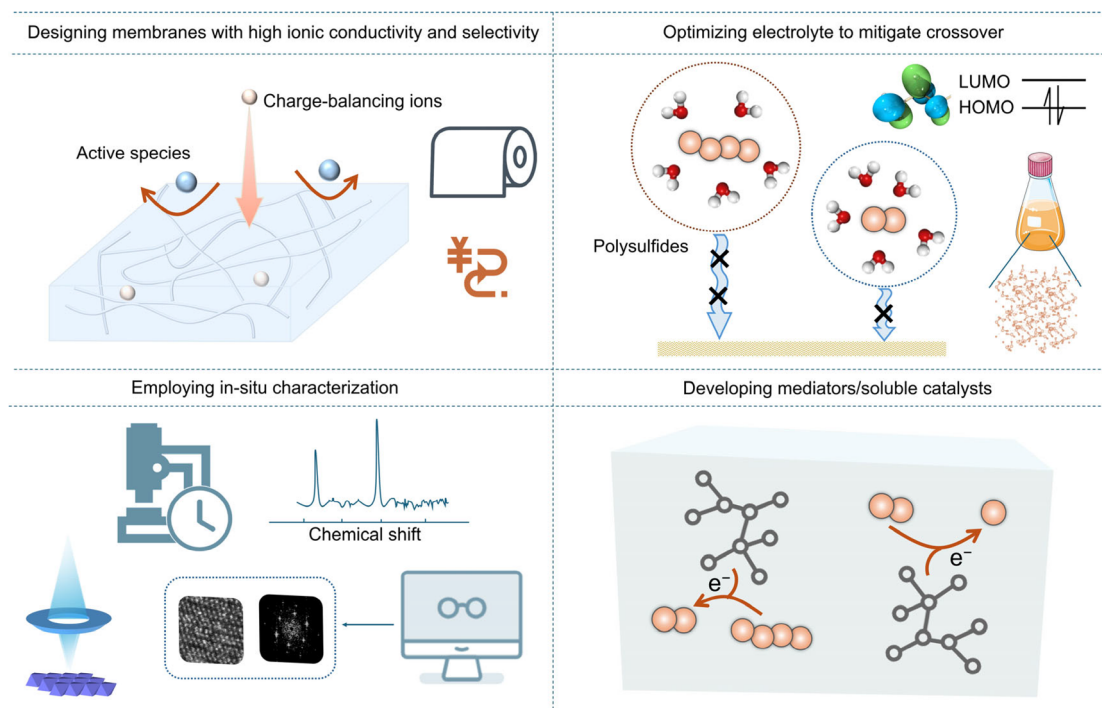 Designing membranes with high ionic conductivity and selectivity
Charge-balancing ions
Active species
¥
Optimizing electrolyte to mitigate crossover
LUMO
HOMO
Polysulfides
Employing in-situ characterization
Chemical shift
Developing mediators/soluble catalysts
e⁻
e⁻